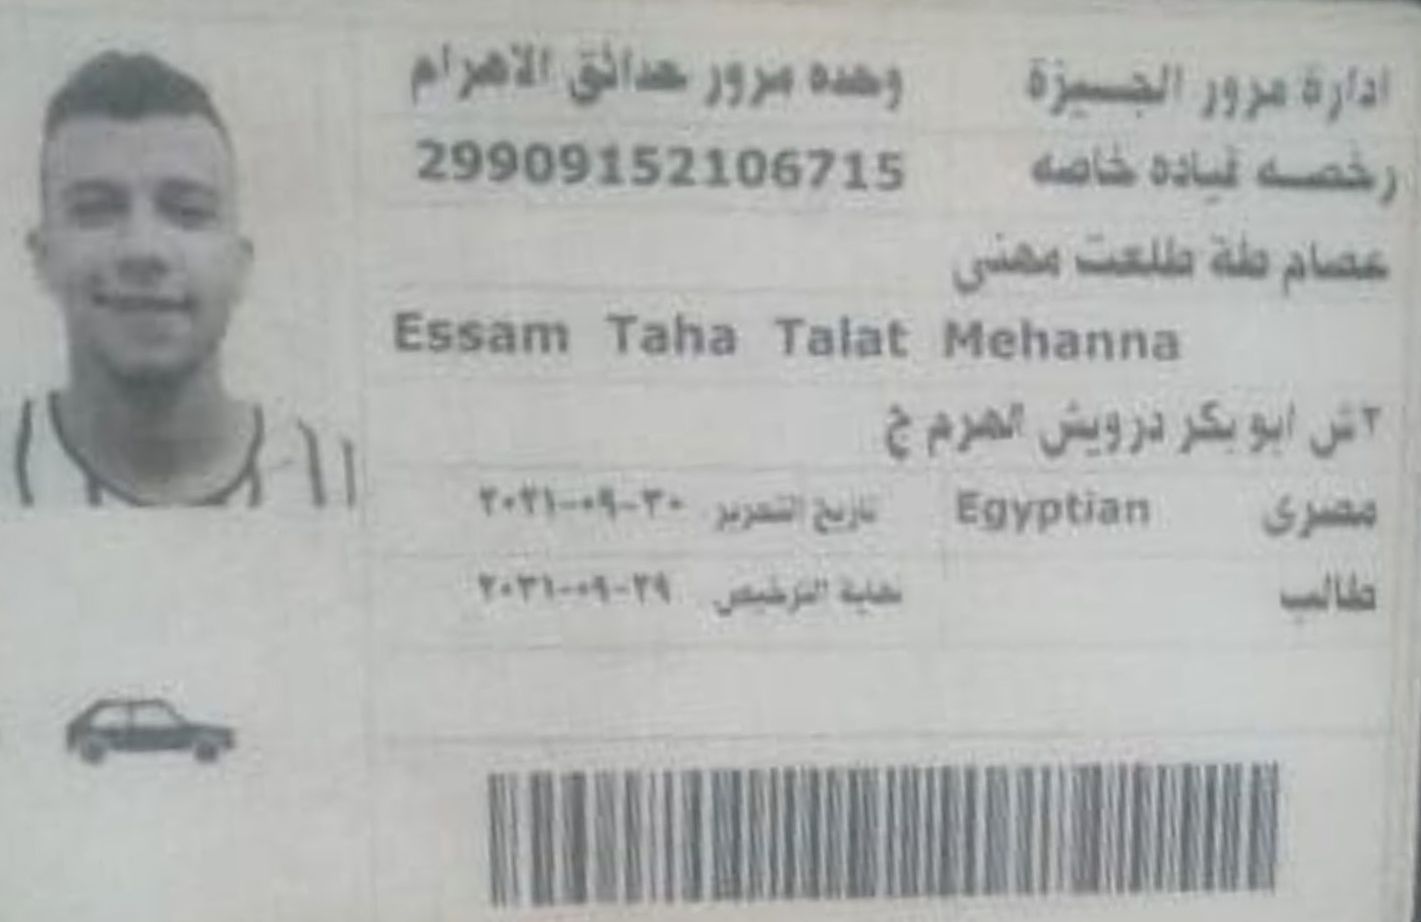 ادارة مرور الجيزة وحده مرور حدائق الاهرام
رخصه قياده خاصه 29909152106715
عصام طة طلعت مهنى
Essam Taha Talat Mehanna
٢ش ابو بكر درويش الهرم خ
مصرى Egyptian تاريخ التحرير ٢٠٢١-٠٩-٣٠
طالب نهاية الترخيص ٢٠٣١-٠٩-٢٩